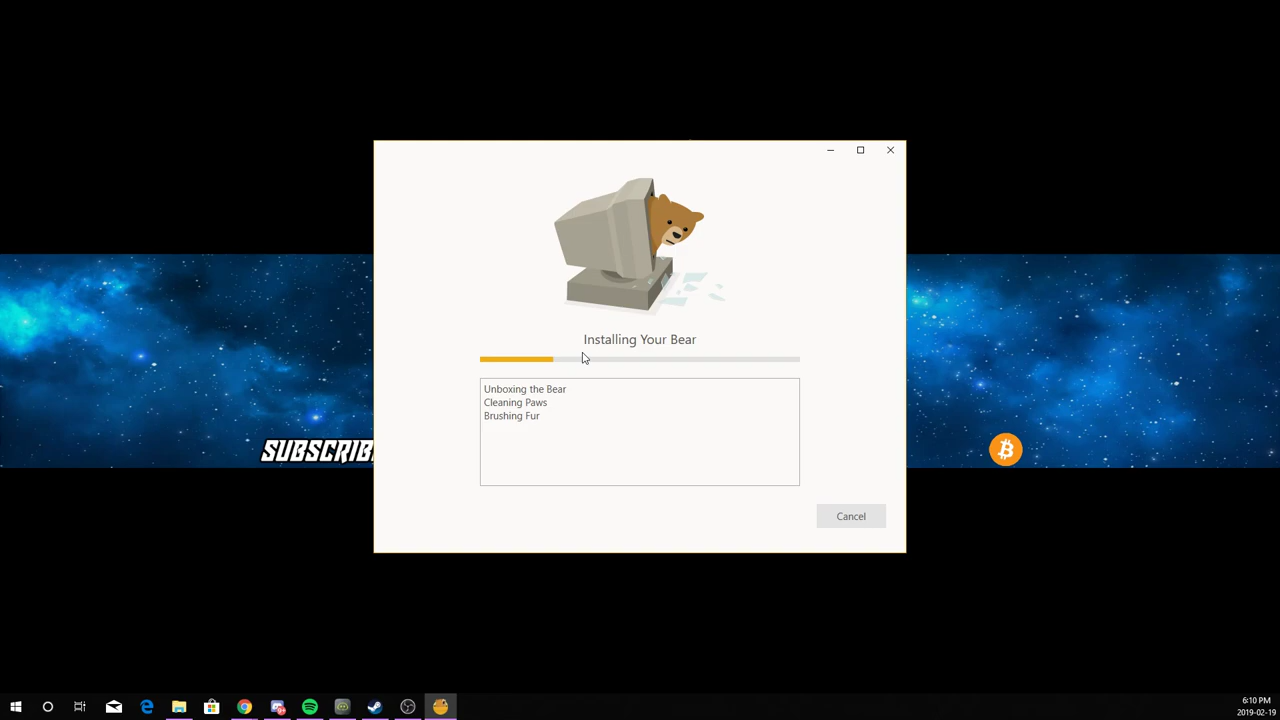 Installing Your Bear
Unboxing the Bear
Cleaning Paws
Brushing Fur
SUBSCRIB
Cancel
6:10 PM
2019-02-19